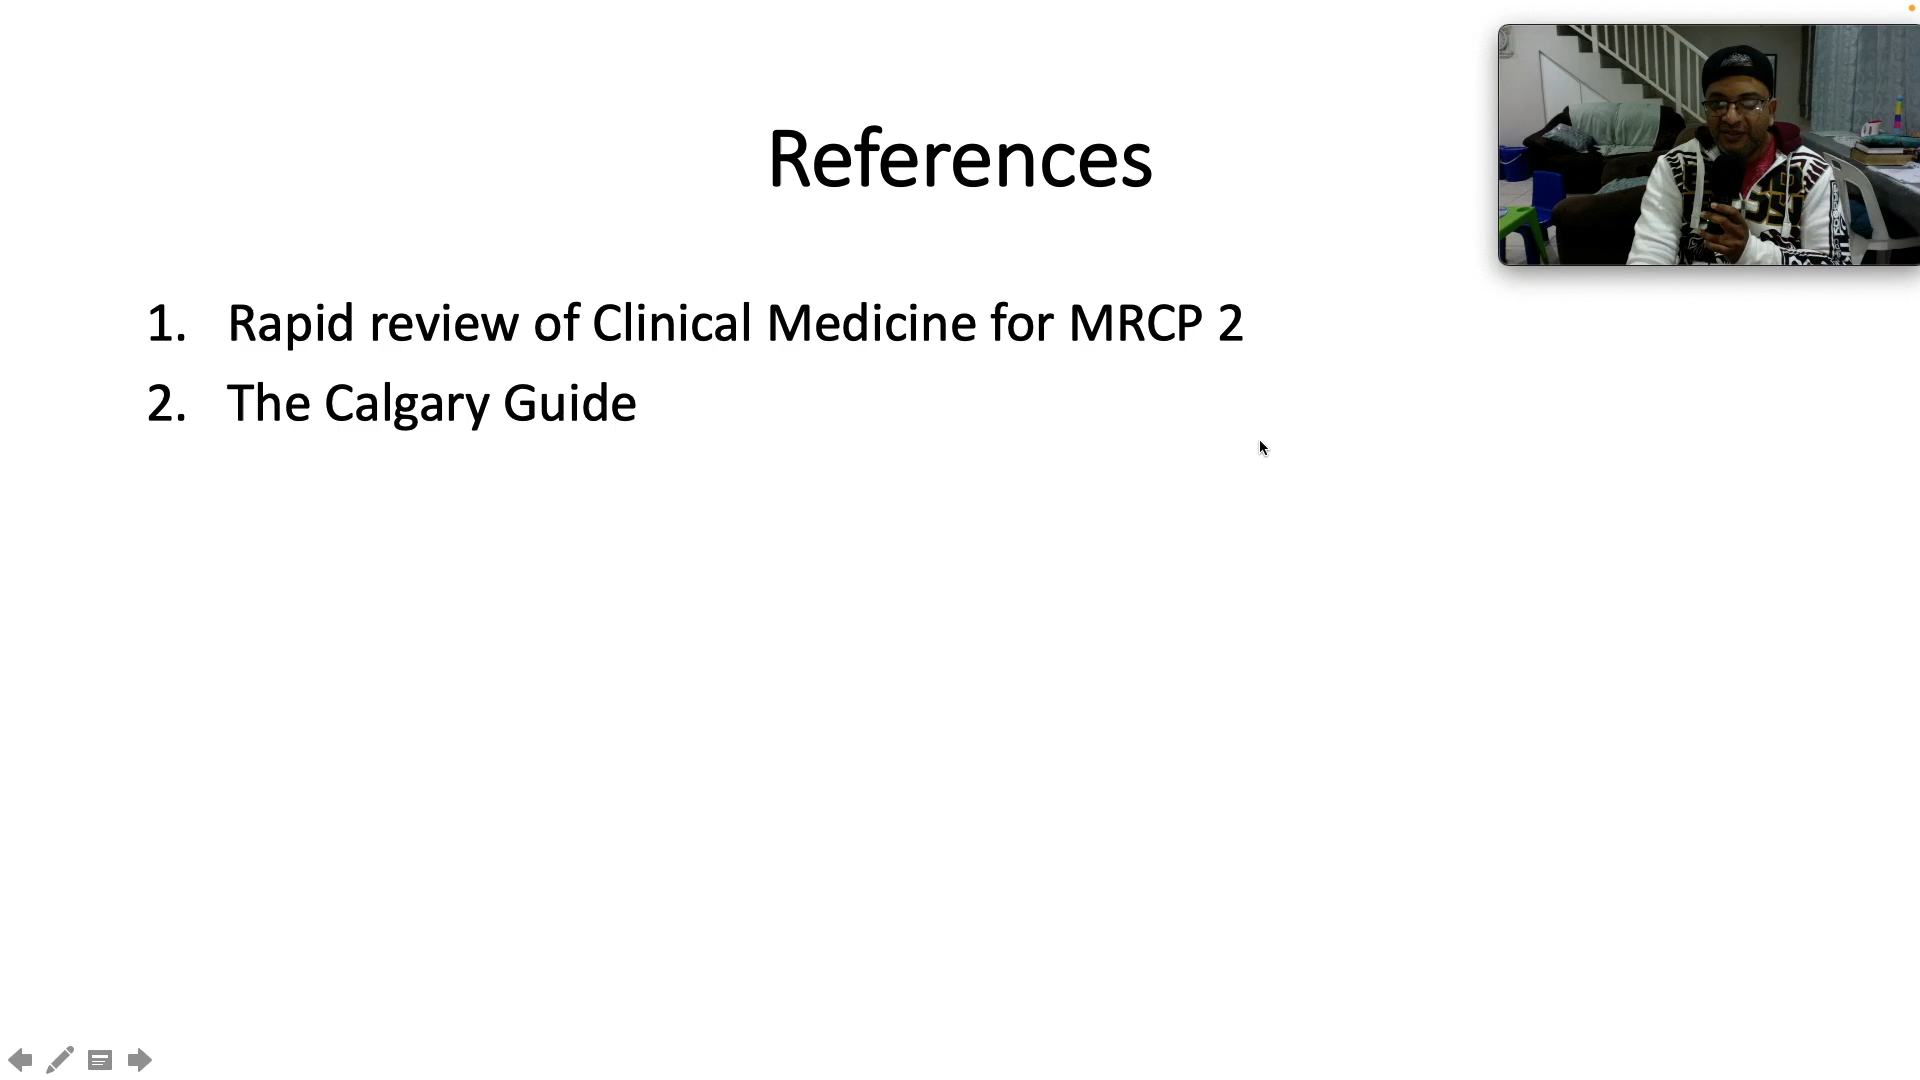 References
1. Rapid review of Clinical Medicine for MRCP 2
2. The Calgary Guide